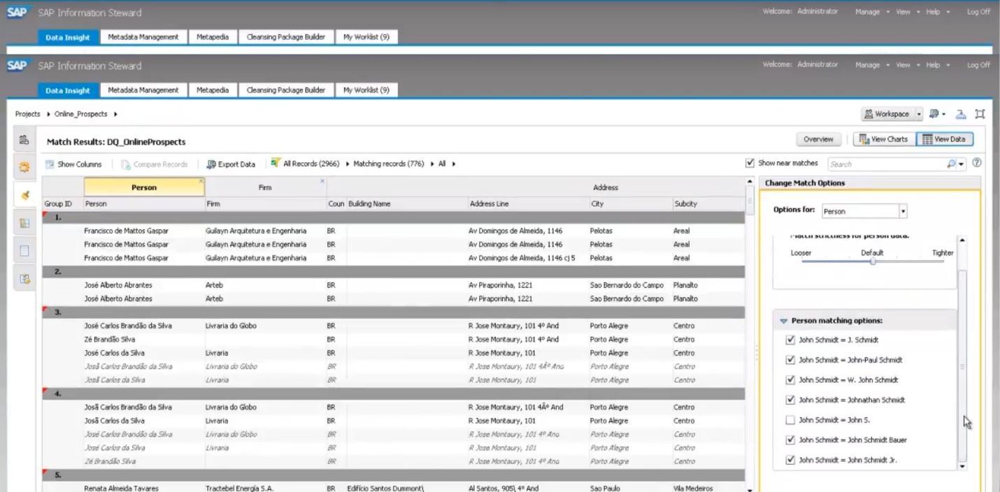 SAP SAP Information Steward Welcome: Administrator Manage View Help Log Off
Data Insight Metadata Management Metapedia Cleansing Package Builder My Worklist (9)
SAP SAP Information Steward Welcome: Administrator Manage View Help Log Off
Data Insight Metadata Management Metapedia Cleansing Package Builder My Worklist (9)
Projects Online_Prospects Workspace
Match Results: DQ_OnlineProspects Overview View Charts View Data
Show Columns Compare Records Export Data All Records (2966) Matching records (776) All Show near matches Search
Person Firm Address
Group ID Person Firm Coun Building Name Address Line City Subcity
1.
Francisco de Mattos Gaspar Guilayn Arquitetura e Engenharia BR Av Domingos de Almeida, 1146 Pelotas Areal
Francisco de Mattos Gaspar Guilayn Arquitetura e Engenharia BR Av Domingos de Almeida, 1146 Pelotas Areal
Francisco de Mattos Gaspar Guilayn Arquitetura e Engenharia BR Av Domingos de Almeida, 1146 cj 5 Pelotas Areal
2.
José Alberto Abrantes Arteb BR Av Piraporinha, 1221 Sao Bernardo do Campo Planalto
José Alberto Abrantes Arteb BR Av Piraporinha, 1221 Sao Bernardo do Campo Planalto
3.
José Carlos Brandão da Silva Livraria do Globo BR R Jose Montaury, 101 4º And Porto Alegre Centro
Zé Brandão Silva BR R Jose Montaury, 101 4º And Porto Alegre Centro
José Carlos da Silva Livraria BR R Jose Montaury, 101 Porto Alegre Centro
Josã Carlos Brandão da Silva Livraria do Globo BR R Jose Montaury, 101 4Âº And Porto Alegre Centro
Josã Carlos da Silva Livraria BR R Jose Montaury, 101 Porto Alegre Centro
4.
Josã Carlos Brandão da Silva Livraria do Globo BR R Jose Montaury, 101 4Âº And Porto Alegre Centro
Josã Carlos da Silva Livraria BR R Jose Montaury, 101 Porto Alegre Centro
José Carlos Brandão da Silva Livraria do Globo BR R Jose Montaury, 101 4º And Porto Alegre Centro
José Carlos da Silva Livraria BR R Jose Montaury, 101 Porto Alegre Centro
Zé Brandão Silva BR R Jose Montaury, 101 4º And Porto Alegre Centro
5.
Renata Almeida Tavares Tractebel Energía S.A. BR Edifício Santos Dummont\ Al Santos, 905\ 4º And Sao Paulo Vila Medeiros
Change Match Options
Options for: Person
Match strictness for person data:
Looser Default Tighter
Person matching options:
John Schmidt = J. Schmidt
John Schmidt = John-Paul Schmidt
John Schmidt = W. John Schmidt
John Schmidt = Johnathan Schmidt
John Schmidt = John S.
John Schmidt = John Schmidt Bauer
John Schmidt = John Schmidt Jr.